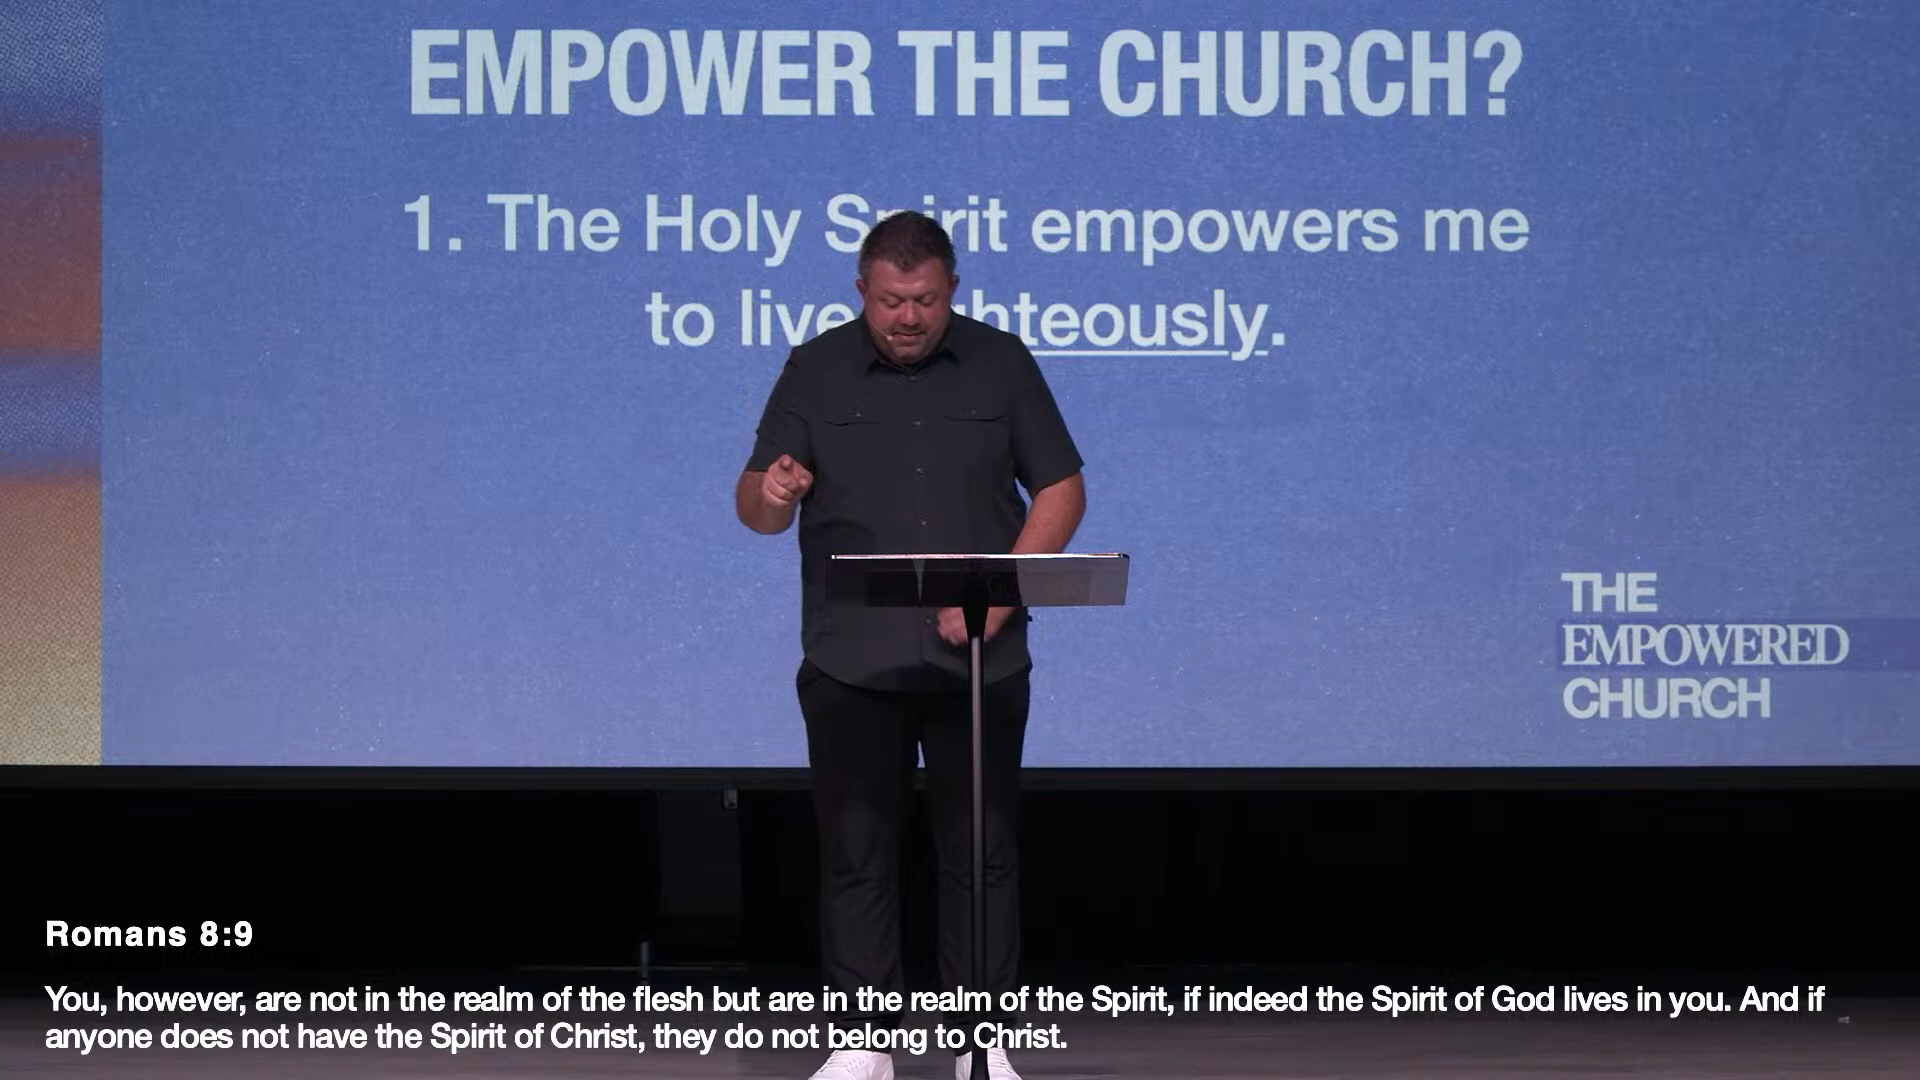 EMPOWER THE CHURCH?
1. The Holy Spirit empowers me
to live righteously.
THE
EMPOWERED
CHURCH
Romans 8:9
You, however, are not in the realm of the flesh but are in the realm of the Spirit, if indeed the Spirit of God lives in you. And if
anyone does not have the Spirit of Christ, they do not belong to Christ.